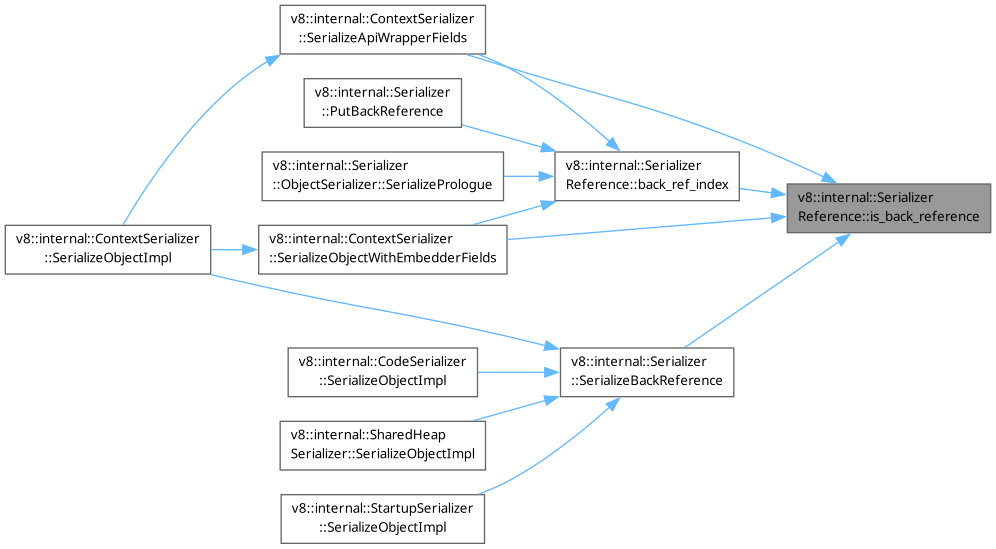 v8::internal::ContextSerializer
::SerializeApiWrapperFields
v8::internal::Serializer
::PutBackReference
v8::internal::Serializer
::ObjectSerializer::SerializePrologue
v8::internal::Serializer
Reference::back_ref_index
v8::internal::Serializer
Reference::is_back_reference
v8::internal::ContextSerializer
::SerializeObjectImpl
v8::internal::ContextSerializer
::SerializeObjectWithEmbedderFields
v8::internal::CodeSerializer
::SerializeObjectImpl
v8::internal::Serializer
::SerializeBackReference
v8::internal::SharedHeap
Serializer::SerializeObjectImpl
v8::internal::StartupSerializer
::SerializeObjectImpl